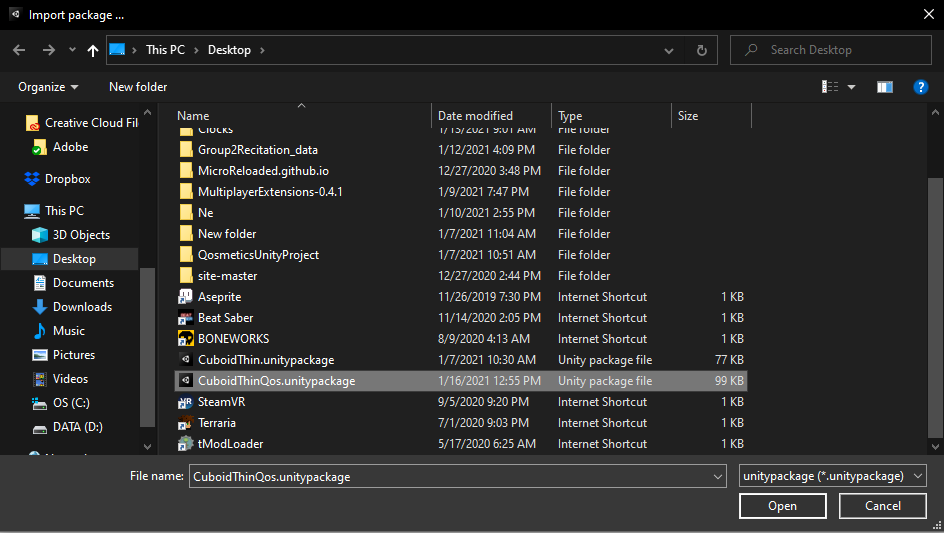 Import package ...
This PC > Desktop >
Search Desktop
Organize
New folder
Name Date modified Type Size
Creative Cloud Fil
Adobe
Dropbox
This PC
3D Objects
Desktop
Documents
Downloads
Music
Pictures
Videos
OS (C:)
DATA (D:)
Clocks 1/13/2021 9:01 AM File folder
Group2Recitation_data 1/12/2021 4:09 PM File folder
MicroReloaded.github.io 12/27/2020 3:48 PM File folder
MultiplayerExtensions-0.4.1 1/9/2021 7:47 PM File folder
Ne 1/10/2021 2:55 PM File folder
New folder 1/7/2021 11:04 AM File folder
QosmeticsUnityProject 1/7/2021 10:51 AM File folder
site-master 12/27/2020 2:44 PM File folder
Aseprite 11/26/2019 7:30 PM Internet Shortcut 1 KB
Beat Saber 11/14/2020 2:05 PM Internet Shortcut 1 KB
BONEWORKS 8/9/2020 4:13 AM Internet Shortcut 1 KB
CuboidThin.unitypackage 1/7/2021 10:30 AM Unity package file 77 KB
CuboidThinQos.unitypackage 1/16/2021 12:55 PM Unity package file 99 KB
SteamVR 9/5/2020 9:20 PM Internet Shortcut 1 KB
Terraria 7/1/2020 9:03 PM Internet Shortcut 1 KB
tModLoader 5/17/2020 6:25 AM Internet Shortcut 1 KB
File name: CuboidThinQos.unitypackage
unitypackage (*.unitypackage)
Open
Cancel